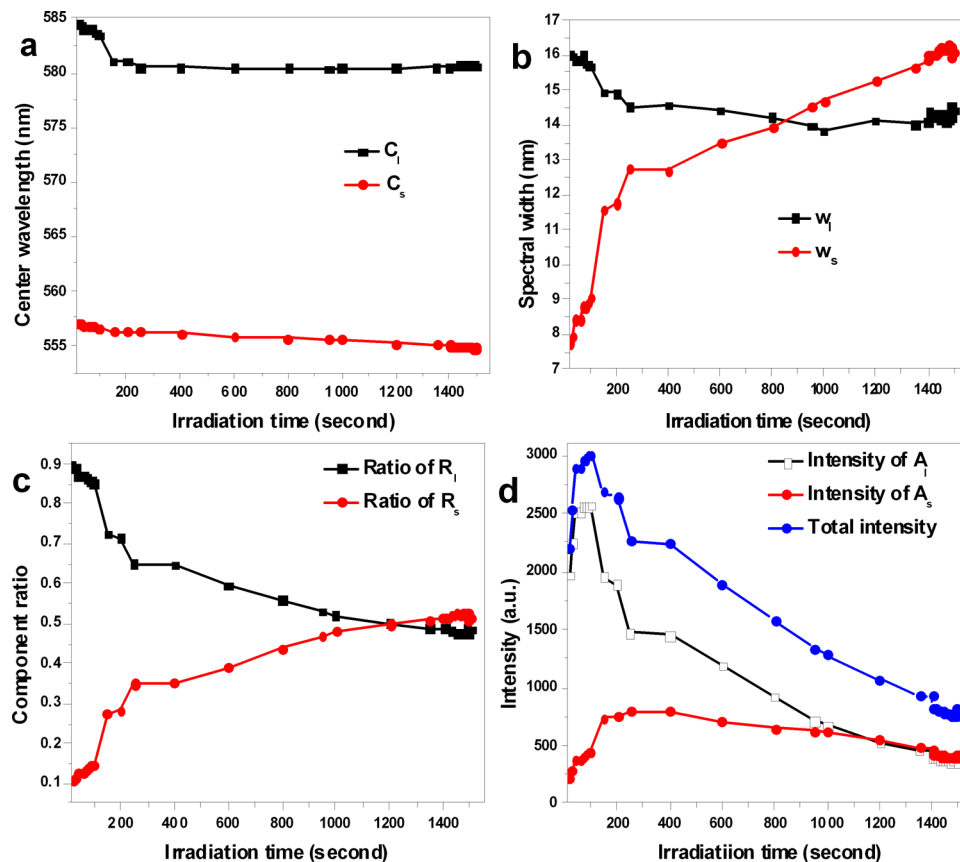 a
585
580
575
570
565
560
555
Center wavelength (nm)
C_l
C_s
200 400 600 800 1000 1200 1400
Irradiation time (second)
b
17
16
15
14
13
12
11
10
9
8
7
Spectral width (nm)
w_l
w_s
200 400 600 800 1000 1200 1400
Irradiation time (second)
c
0.9
0.8
0.7
0.6
0.5
0.4
0.3
0.2
0.1
Component ratio
Ratio of R_l
Ratio of R_s
200 400 600 800 1000 1200 1400
Irradiation time (second)
d
3000
2500
2000
1500
1000
500
0
Intensity (a.u.)
Intensity of A_l
Intensity of A_s
Total intensity
200 400 600 800 1000 1200 1400
Irradiatiion time (second)